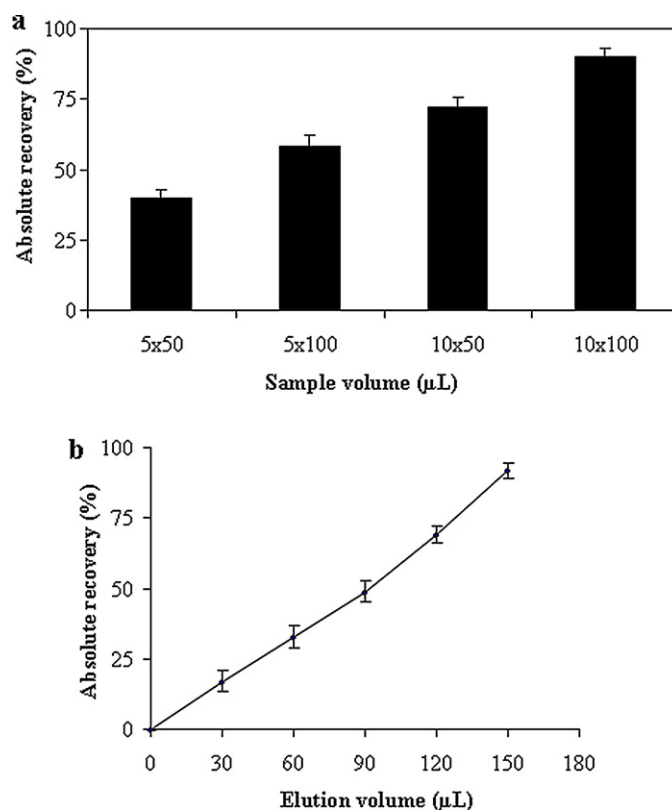 a
Absolute recovery (%)
100
75
50
25
0
5x50 5x100 10x50 10x100
Sample volume (µL)
b
Absolute recovery (%)
100
75
50
25
0
0 30 60 90 120 150 180
Elution volume (µL)